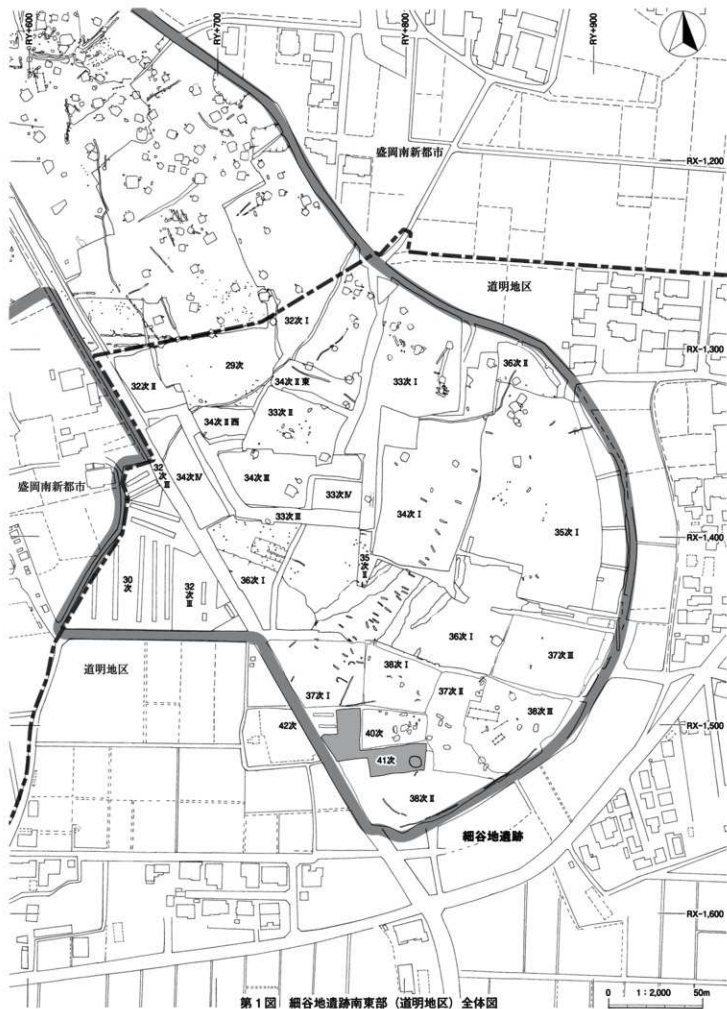 RY+600
RY+700
RY+800
RY+900
盛岡南新都市
RX-1,200
道明地区
32次Ⅰ
RX-1,300
29次
36次Ⅱ
34次Ⅱ東
33次Ⅰ
32次Ⅱ
33次Ⅱ
34次Ⅱ西
32次Ⅲ
34次Ⅳ
34次Ⅲ
盛岡南新都市
33次Ⅳ
34次Ⅰ
33次Ⅲ
35次Ⅰ
RX-1,400
35次Ⅱ
30次
32次Ⅲ
36次Ⅰ
36次Ⅰ
37次Ⅲ
道明地区
38次Ⅰ
37次Ⅰ
37次Ⅱ
38次Ⅲ
RX-1,500
42次
40次
41次
38次Ⅱ
細谷地遺跡
RX-1,600
第1図 細谷地遺跡南東部(道明地区)全体図
0 1:2,000 50m